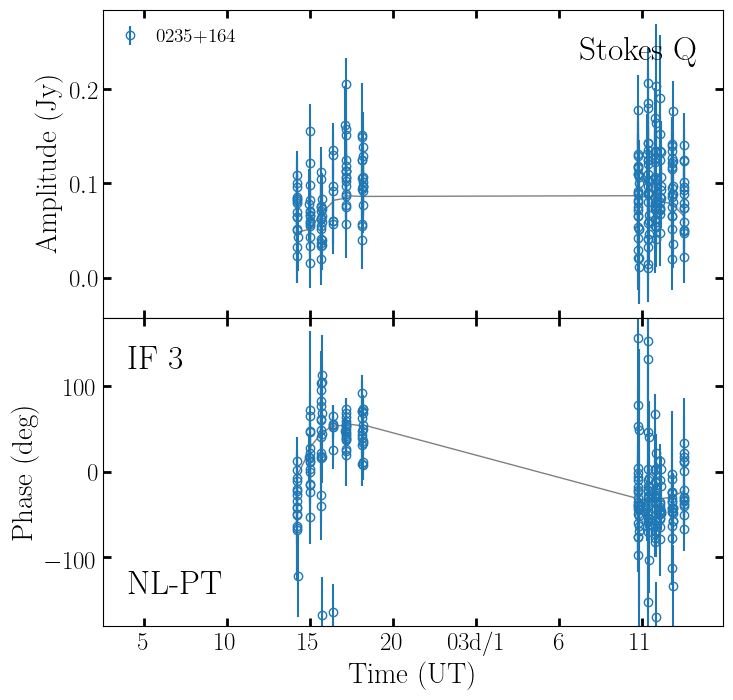 0235+164
Stokes Q
Amplitude (Jy)
0.2
0.1
0.0
IF 3
NL-PT
Phase (deg)
100
0
−100
5 10 15 20 03d/1 6 11
Time (UT)